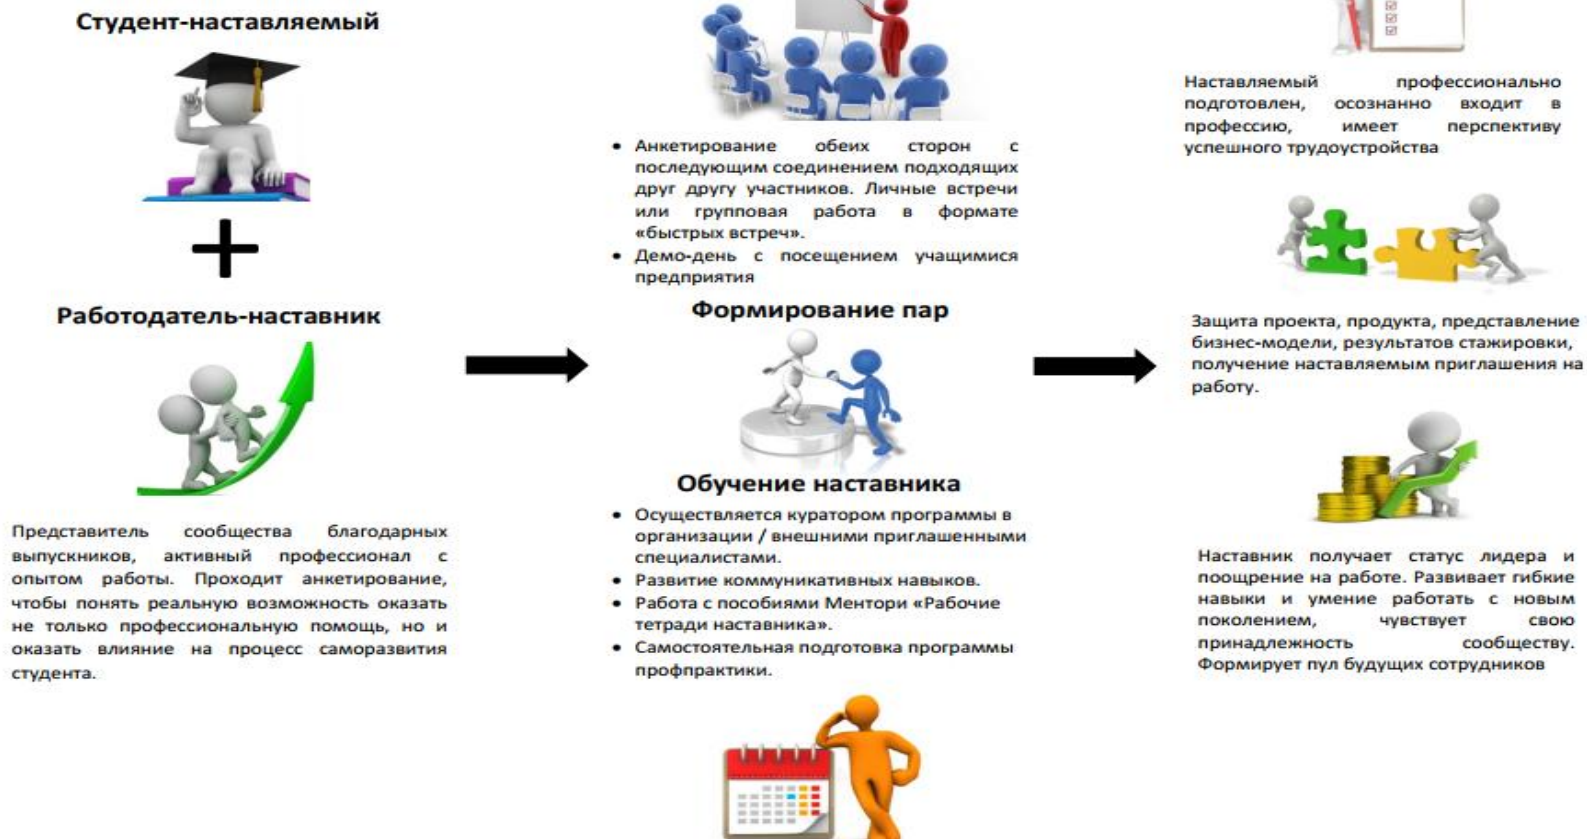 Студент-наставляемый
Работодатель-наставник
Представитель сообщества благодарных
выпускников, активный профессионал с
опытом работы. Проходит анкетирование,
чтобы понять реальную возможность оказать
не только профессиональную помощь, но и
оказать влияние на процесс саморазвития
студента.
• Анкетирование обеих сторон с
последующим соединением подходящих
друг другу участников. Личные встречи
или групповая работа в формате
«быстрых встреч».
• Демо-день с посещением учащимися
предприятия
Формирование пар
Обучение наставника
• Осуществляется куратором программы в
организации / внешними приглашенными
специалистами.
• Развитие коммуникативных навыков.
• Работа с пособиями Ментори «Рабочие
тетради наставника».
• Самостоятельная подготовка программы
профпрактики.
Наставляемый профессионально
подготовлен, осознанно входит в
профессию, имеет перспективу
успешного трудоустройства
Защита проекта, продукта, представление
бизнес-модели, результатов стажировки,
получение наставляемым приглашения на
работу.
Наставник получает статус лидера и
поощрение на работе. Развивает гибкие
навыки и умение работать с новым
поколением, чувствует свою
принадлежность сообществу.
Формирует пул будущих сотрудников